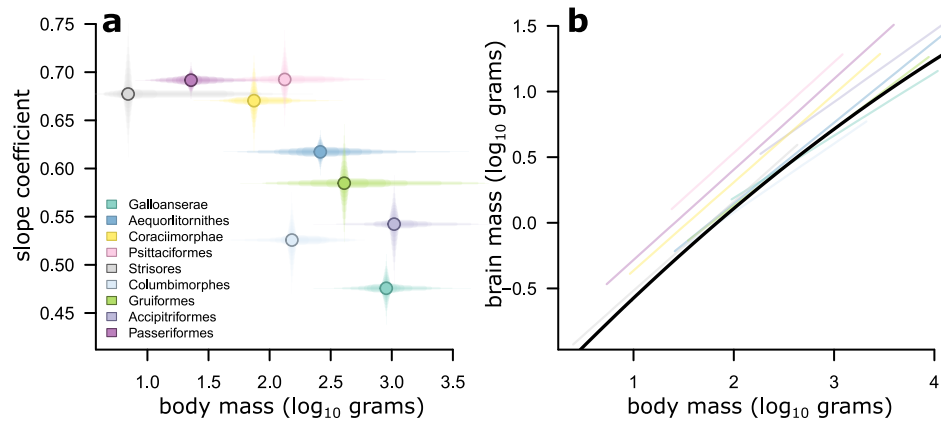 a
0.75
0.70
0.65
0.60
0.55
0.50
0.45
slope coefficient
Galloanserae
Aequorlitornithes
Coraciimorphae
Psittaciformes
Strisores
Columbimorphes
Gruiformes
Accipitriformes
Passeriformes
1.0 1.5 2.0 2.5 3.0 3.5
body mass (log10 grams)
b
1.5
1.0
0.5
0.0
−0.5
brain mass (log10 grams)
1 2 3 4
body mass (log10 grams)